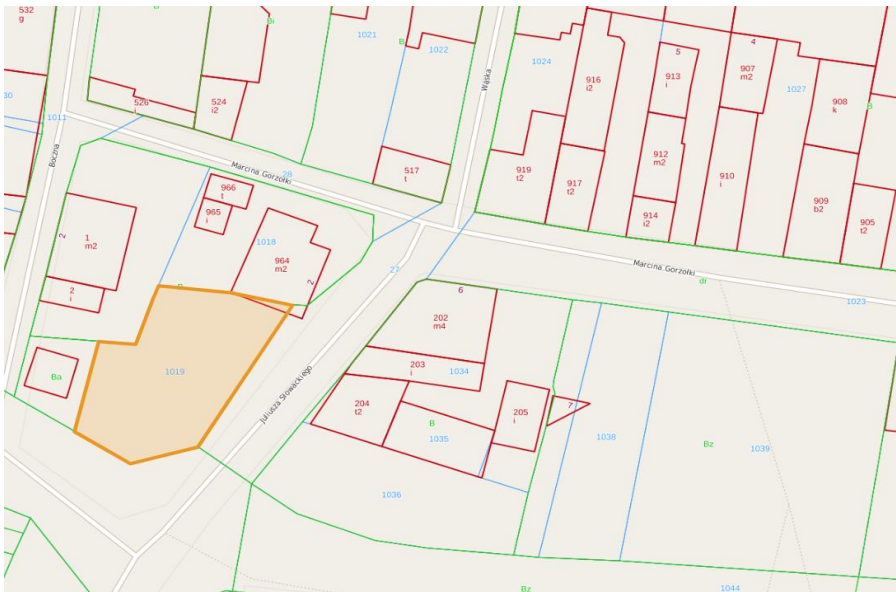 532
g
B
Bi
1021
B
1022
1024
916
i2
5
913
i
4
907
m2
1027
908
k
B
30
1011
526
i
524
i2
Wąska
Boczna
Marcina Gorzołki
28
517
t
919
t2
917
t2
912
m2
910
i
909
b2
914
i2
905
t2
966
t
965
i
1018
964
m2
2
1
m2
2
2
i
27
Marcina Gorzołki
dr
1023
6
202
m4
203
i
1034
204
t2
B
1035
205
i
7
1038
Bz
1039
1019
Ba
Juliusza Słowackiego
1036
Bz
1044